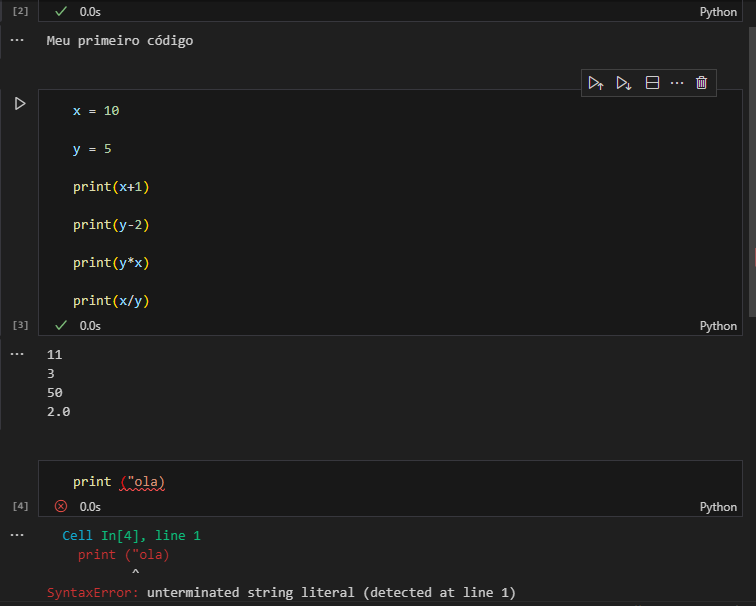 [2] 0.0s Python
... Meu primeiro código
x = 10
y = 5
print(x+1)
print(y-2)
print(y*x)
print(x/y)
[3] 0.0s Python
... 11
3
50
2.0
print ("ola)
[4] 0.0s Python
... Cell In[4], line 1
print ("ola)
^
SyntaxError: unterminated string literal (detected at line 1)